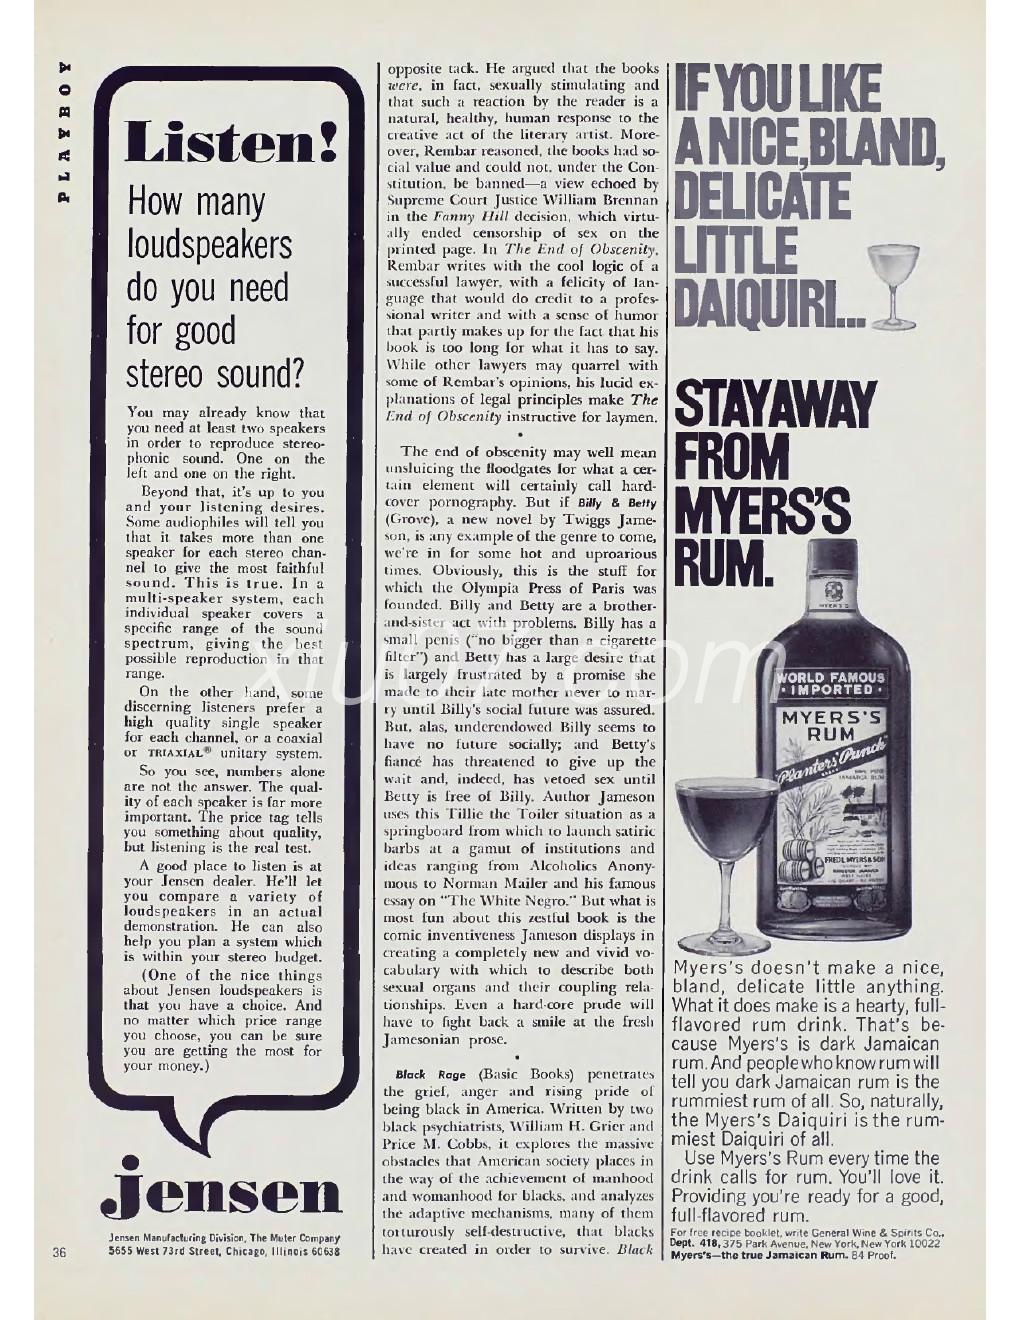 PLAYBOY
Listen!
How many
loudspeakers
do you need
for good
stereo sound?
You may already know that
you need at least two speakers
in order to reproduce stereo-
phonic sound. One on the
left and one on the right.
Beyond that, it's up to you
and your listening desires.
Some audiophiles will tell you
that it takes more than one
speaker for each stereo chan-
nel to give the most faithful
sound. This is true. In a
multi-speaker system, each
individual speaker covers a
specific range of the sound
spectrum, giving the best
possible reproduction in that
range.
On the other hand, some
discerning listeners prefer a
high quality single speaker
for each channel, or a coaxial
or TRIAXIAL® unitary system.
So you see, numbers alone
are not the answer. The qual-
ity of each speaker is far more
important. The price tag tells
you something about quality,
but listening is the real test.
A good place to listen is at
your Jensen dealer. He'll let
you compare a variety of
loudspeakers in an actual
demonstration. He can also
help you plan a system which
is within your stereo budget.
(One of the nice things
about Jensen loudspeakers is
that you have a choice. And
no matter which price range
you choose, you can be sure
you are getting the most for
your money.)
jensen
Jensen Manufacturing Division, The Muter Company
5655 West 73rd Street, Chicago, Illinois 60638
36
opposite tack. He argued that the books
were, in fact, sexually stimulating and
that such a reaction by the reader is a
natural, healthy, human response to the
creative act of the literary artist. More-
over, Rembar reasoned, the books had so-
cial value and could not, under the Con-
stitution, be banned—a view echoed by
Supreme Court Justice William Brennan
in the Fanny Hill decision, which virtu-
ally ended censorship of sex on the
printed page. In The End of Obscenity,
Rembar writes with the cool logic of a
successful lawyer, with a felicity of lan-
guage that would do credit to a profes-
sional writer and with a sense of humor
that partly makes up for the fact that his
book is too long for what it has to say.
While other lawyers may quarrel with
some of Rembar's opinions, his lucid ex-
planations of legal principles make The
End of Obscenity instructive for laymen.
•
The end of obscenity may well mean
unsluicing the floodgates for what a cer-
tain element will certainly call hard-
cover pornography. But if Billy & Betty
(Grove), a new novel by Twiggs Jame-
son, is any example of the genre to come,
we're in for some hot and uproarious
times. Obviously, this is the stuff for
which the Olympia Press of Paris was
founded. Billy and Betty are a brother-
and-sister act with problems. Billy has a
small penis ("no bigger than a cigarette
filter") and Betty has a large desire that
is largely frustrated by a promise she
made to their late mother never to mar-
ry until Billy's social future was assured.
But, alas, underendowed Billy seems to
have no future socially; and Betty's
fiancé has threatened to give up the
wait and, indeed, has vetoed sex until
Betty is free of Billy. Author Jameson
uses this Tillie the Toiler situation as a
springboard from which to launch satiric
barbs at a gamut of institutions and
ideas ranging from Alcoholics Anony-
mous to Norman Mailer and his famous
essay on "The White Negro." But what is
most fun about this zestful book is the
comic inventiveness Jameson displays in
creating a completely new and vivid vo-
cabulary with which to describe both
sexual organs and their coupling rela-
tionships. Even a hard-core prude will
have to fight back a smile at the fresh
Jamesonian prose.
•
Black Rage (Basic Books) penetrates
the grief, anger and rising pride of
being black in America. Written by two
black psychiatrists, William H. Grier and
Price M. Cobbs, it explores the massive
obstacles that American society places in
the way of the achievement of manhood
and womanhood for blacks, and analyzes
the adaptive mechanisms, many of them
torturously self-destructive, that blacks
have created in order to survive. Black
IF YOU LIKE
A NICE, BLAND,
DELICATE
LITTLE
DAIQUIRI...
STAY AWAY
FROM
MYERS'S
RUM.
MYERS'S
WORLD FAMOUS
· IMPORTED ·
MYERS'S
RUM
"Planters' Punch"
100% FINE
JAMAICA RUM
FRED L. MYERS & SON
Myers's doesn't make a nice,
bland, delicate little anything.
What it does make is a hearty, full-
flavored rum drink. That's be-
cause Myers's is dark Jamaican
rum. And people who know rum will
tell you dark Jamaican rum is the
rummiest rum of all. So, naturally,
the Myers's Daiquiri is the rum-
miest Daiquiri of all.
Use Myers's Rum every time the
drink calls for rum. You'll love it.
Providing you're ready for a good,
full-flavored rum.
For free recipe booklet, write General Wine & Spirits Co.,
Dept. 418, 375 Park Avenue, New York, New York 10022
Myers's—the true Jamaican Rum. 84 Proof.